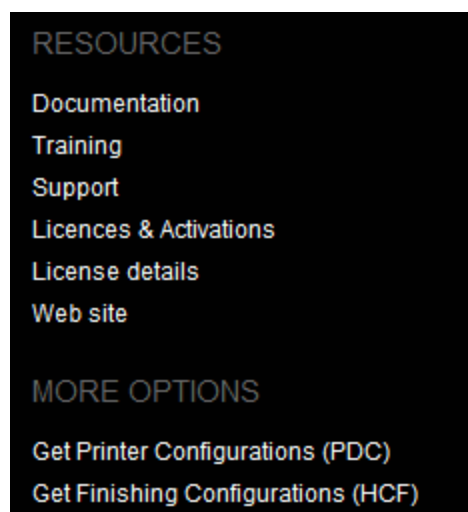 RESOURCES
Documentation
Training
Support
Licences & Activations
License details
Web site
MORE OPTIONS
Get Printer Configurations (PDC)
Get Finishing Configurations (HCF)